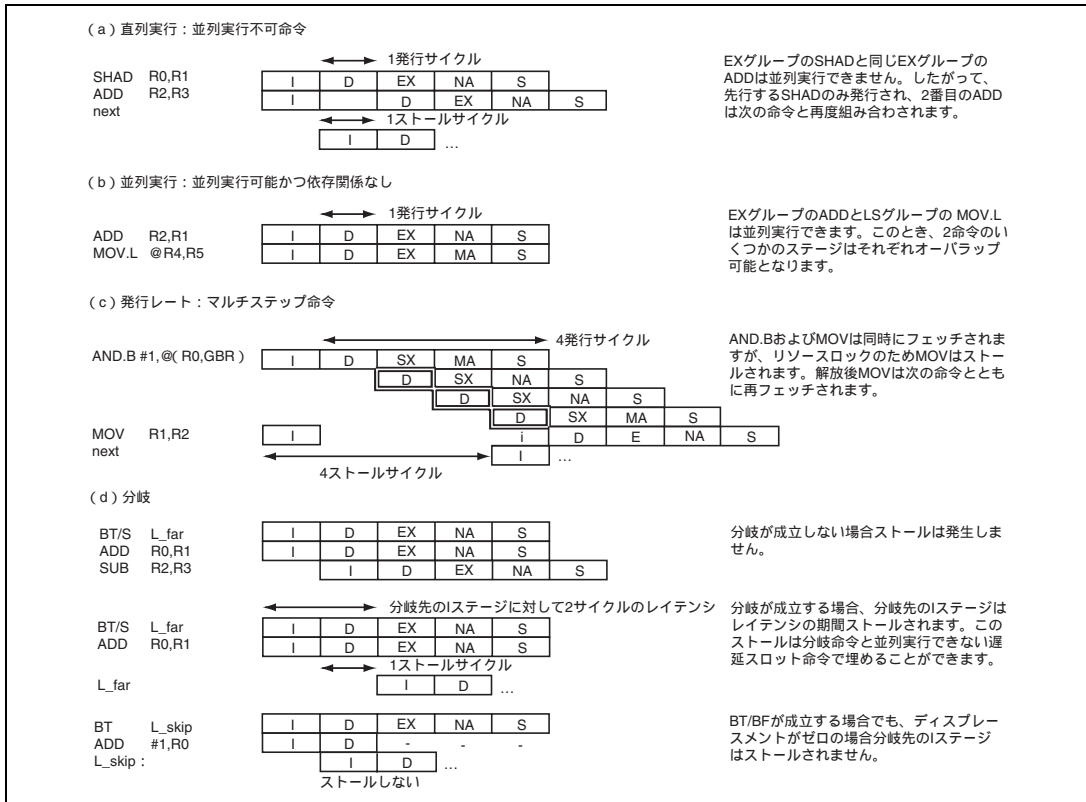 (a)直列実行:並列実行不可命令
1発行サイクル
SHAD R0,R1 I D EX NA S
ADD R2,R3 I D EX NA S
next
1ストールサイクル
I D ...
EXグループのSHADと同じEXグループの
ADDは並列実行できません。したがって、
先行するSHADのみ発行され、2番目のADD
は次の命令と再度組み合わされます。
(b)並列実行:並列実行可能かつ依存関係なし
1発行サイクル
ADD R2,R1 I D EX NA S
MOV.L @R4,R5 I D EX MA S
EXグループのADDとLSグループの MOV.L
は並列実行できます。このとき、2命令のい
くつかのステージはそれぞれオーバラップ
可能となります。
(c)発行レート:マルチステップ命令
4発行サイクル
AND.B #1,@(R0,GBR) I D SX MA S
D SX NA S
D SX NA S
D SX MA S
MOV R1,R2 I i D E NA S
next I ...
4ストールサイクル
AND.BおよびMOVは同時にフェッチされま
すが、リソースロックのためMOVはストー
ルされます。解放後MOVは次の命令ととも
に再フェッチされます。
(d)分岐
BT/S L_far I D EX NA S
ADD R0,R1 I D EX NA S
SUB R2,R3 I D EX NA S
分岐が成立しない場合ストールは発生しま
せん。
分岐先のIステージに対して2サイクルのレイテンシ
BT/S L_far I D EX NA S
ADD R0,R1 I D EX NA S
1ストールサイクル
L_far I D ...
分岐が成立する場合、分岐先のIステージは
レイテンシの期間ストールされます。この
ストールは分岐命令と並列実行できない遅
延スロット命令で埋めることができます。
BT L_skip I D EX NA S
ADD #1,R0 I D - - -
L_skip: I D ...
ストールしない
BT/BFが成立する場合でも、ディスプレー
スメントがゼロの場合分岐先のIステージ
はストールされません。